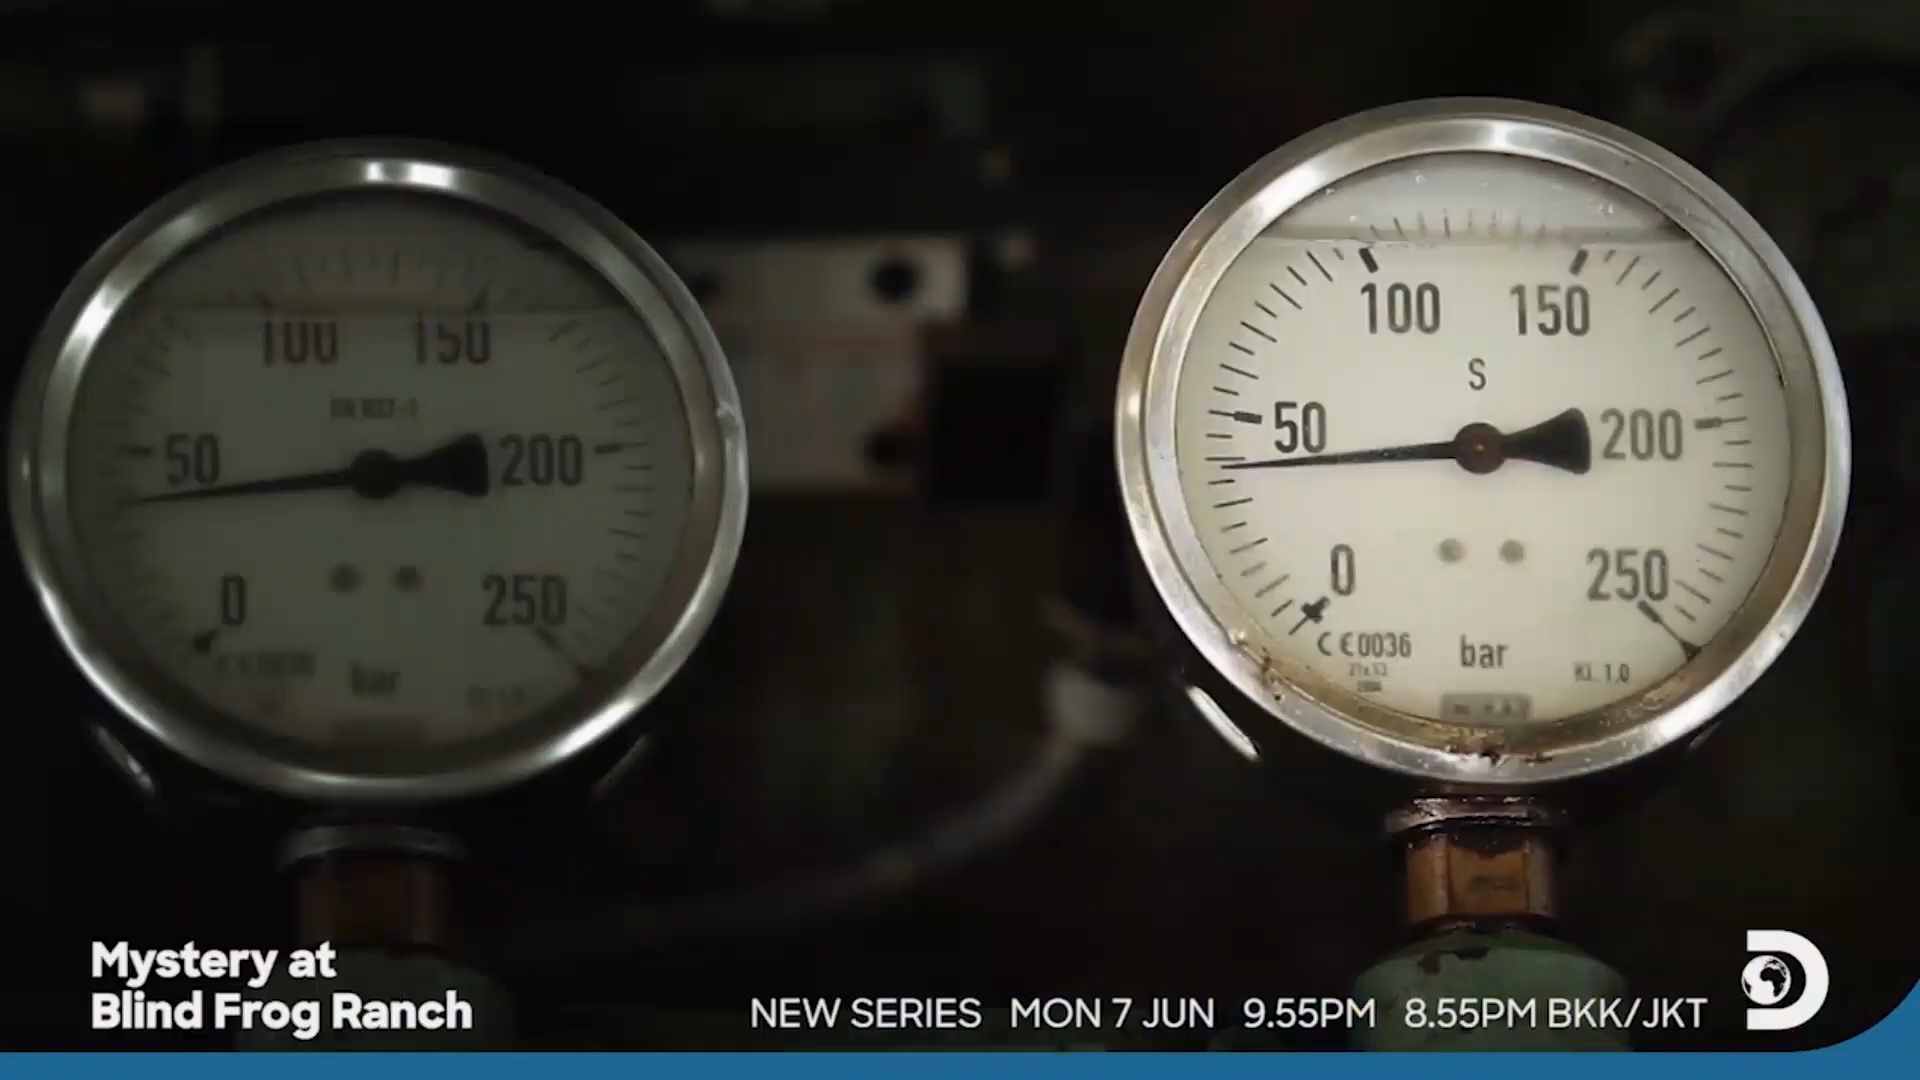 100 150
50 200
0 250
bar
100 150
S
50 200
0 250
CE0036
bar
KL. 1.0
Mystery at
Blind Frog Ranch
NEW SERIES MON 7 JUN 9.55PM 8.55PM BKK/JKT